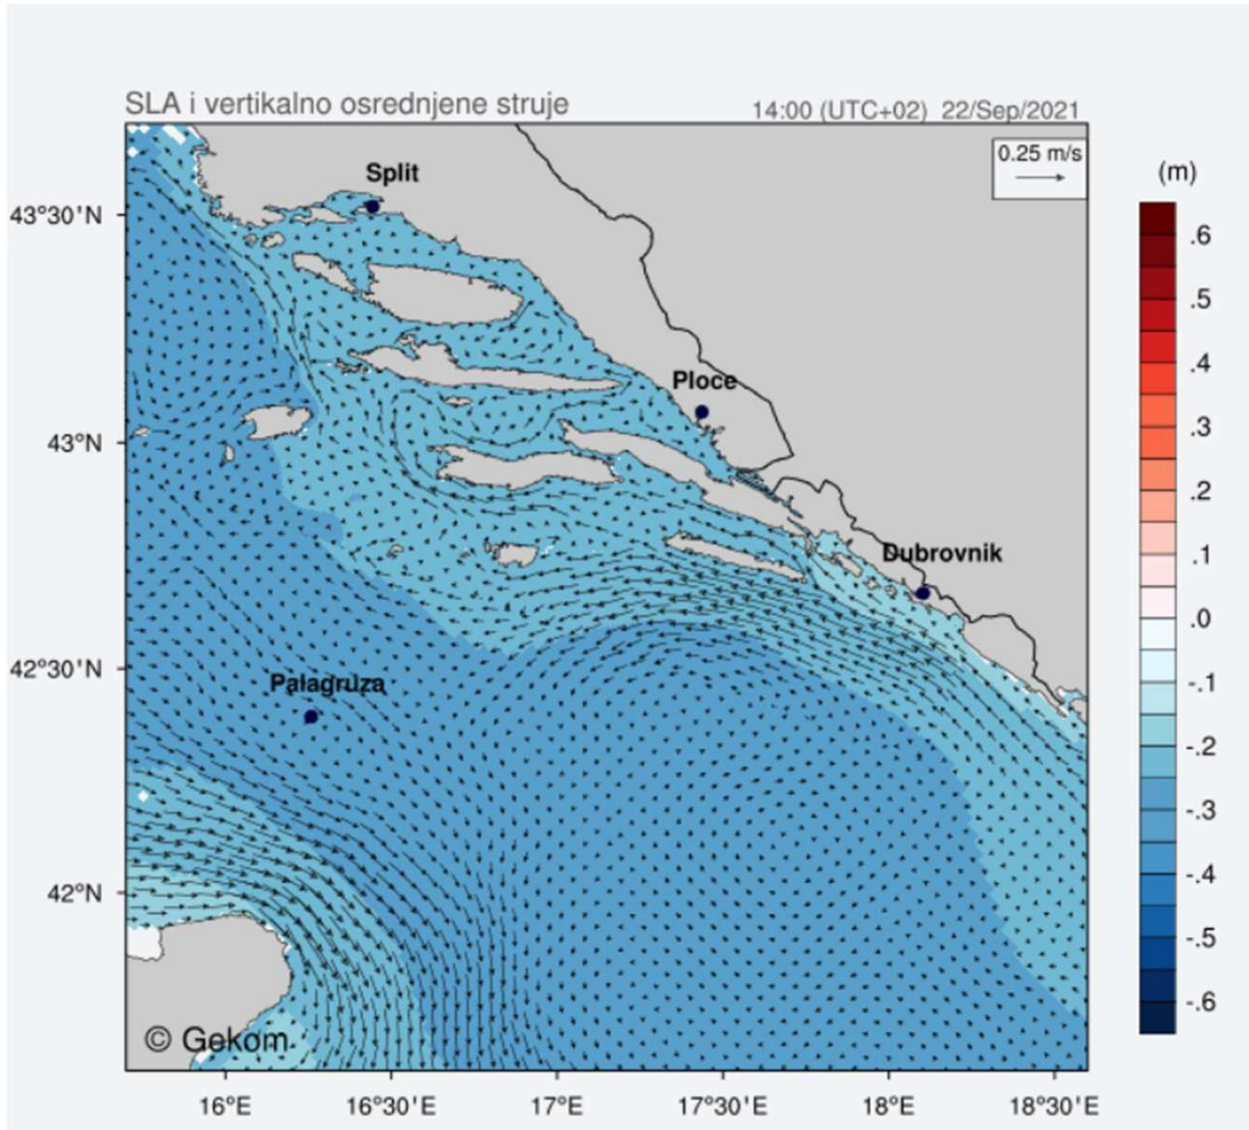 SLA i vertikalno osrednjene struje
14:00 (UTC+02) 22/Sep/2021
0.25 m/s
(m)
Split
43°30'N
.6
.5
.4
Ploce
.3
43°N
.2
.1
Dubrovnik
.0
42°30'N
-.1
Palagruza
-.2
-.3
-.4
42°N
-.5
-.6
© Gekom
16°E
16°30'E
17°E
17°30'E
18°E
18°30'E